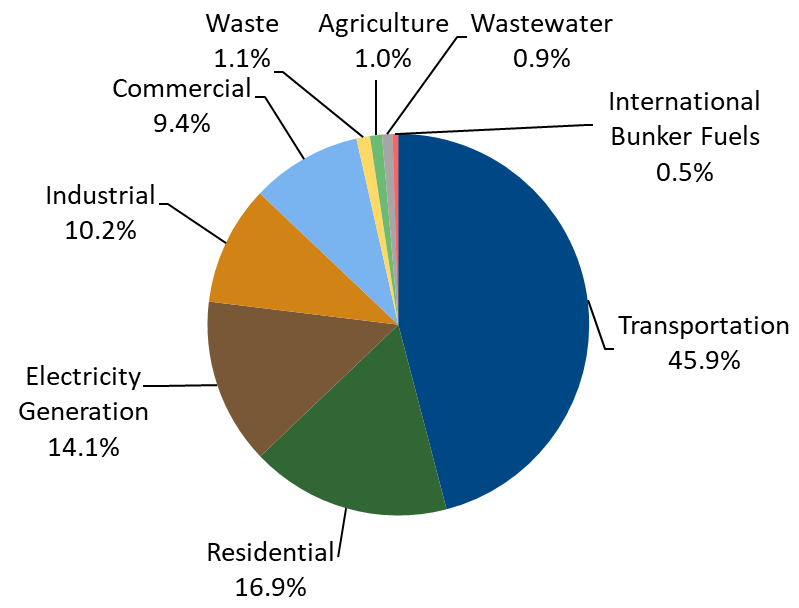 Waste
1.1%
Agriculture
1.0%
Wastewater
0.9%
International
Bunker Fuels
0.5%
Commercial
9.4%
Industrial
10.2%
Transportation
45.9%
Electricity
Generation
14.1%
Residential
16.9%